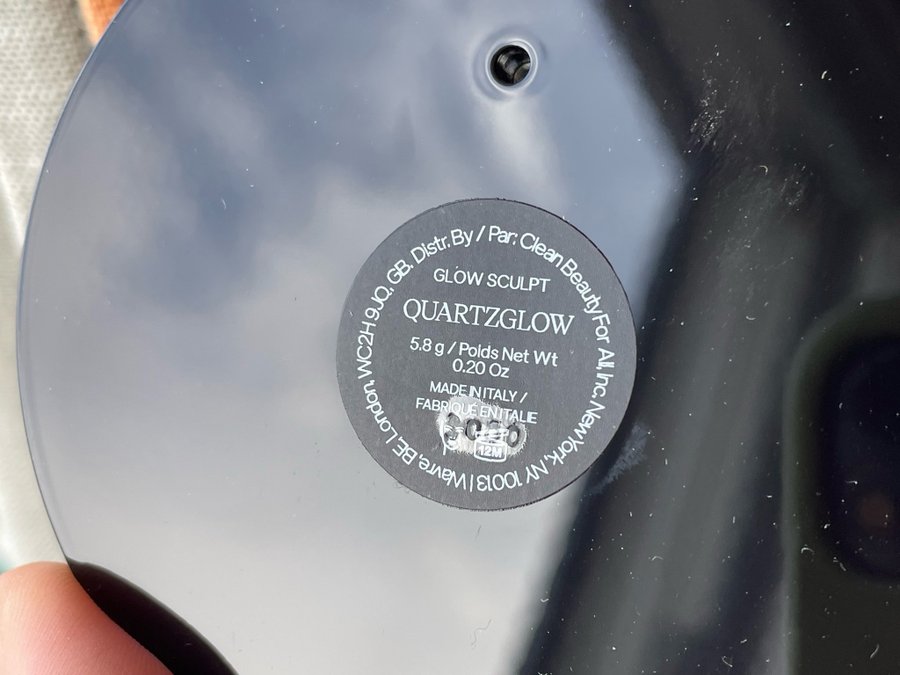 Distr. By / Par: Clean Beauty For All, Inc. New York, NY 10013 | Wavre, BE, London, WC2H 9JQ, GB.
GLOW SCULPT
QUARTZGLOW
5.8 g / Poids Net Wt
0.20 Oz
MADE IN ITALY /
FABRIQUÉ EN ITALIE
12M